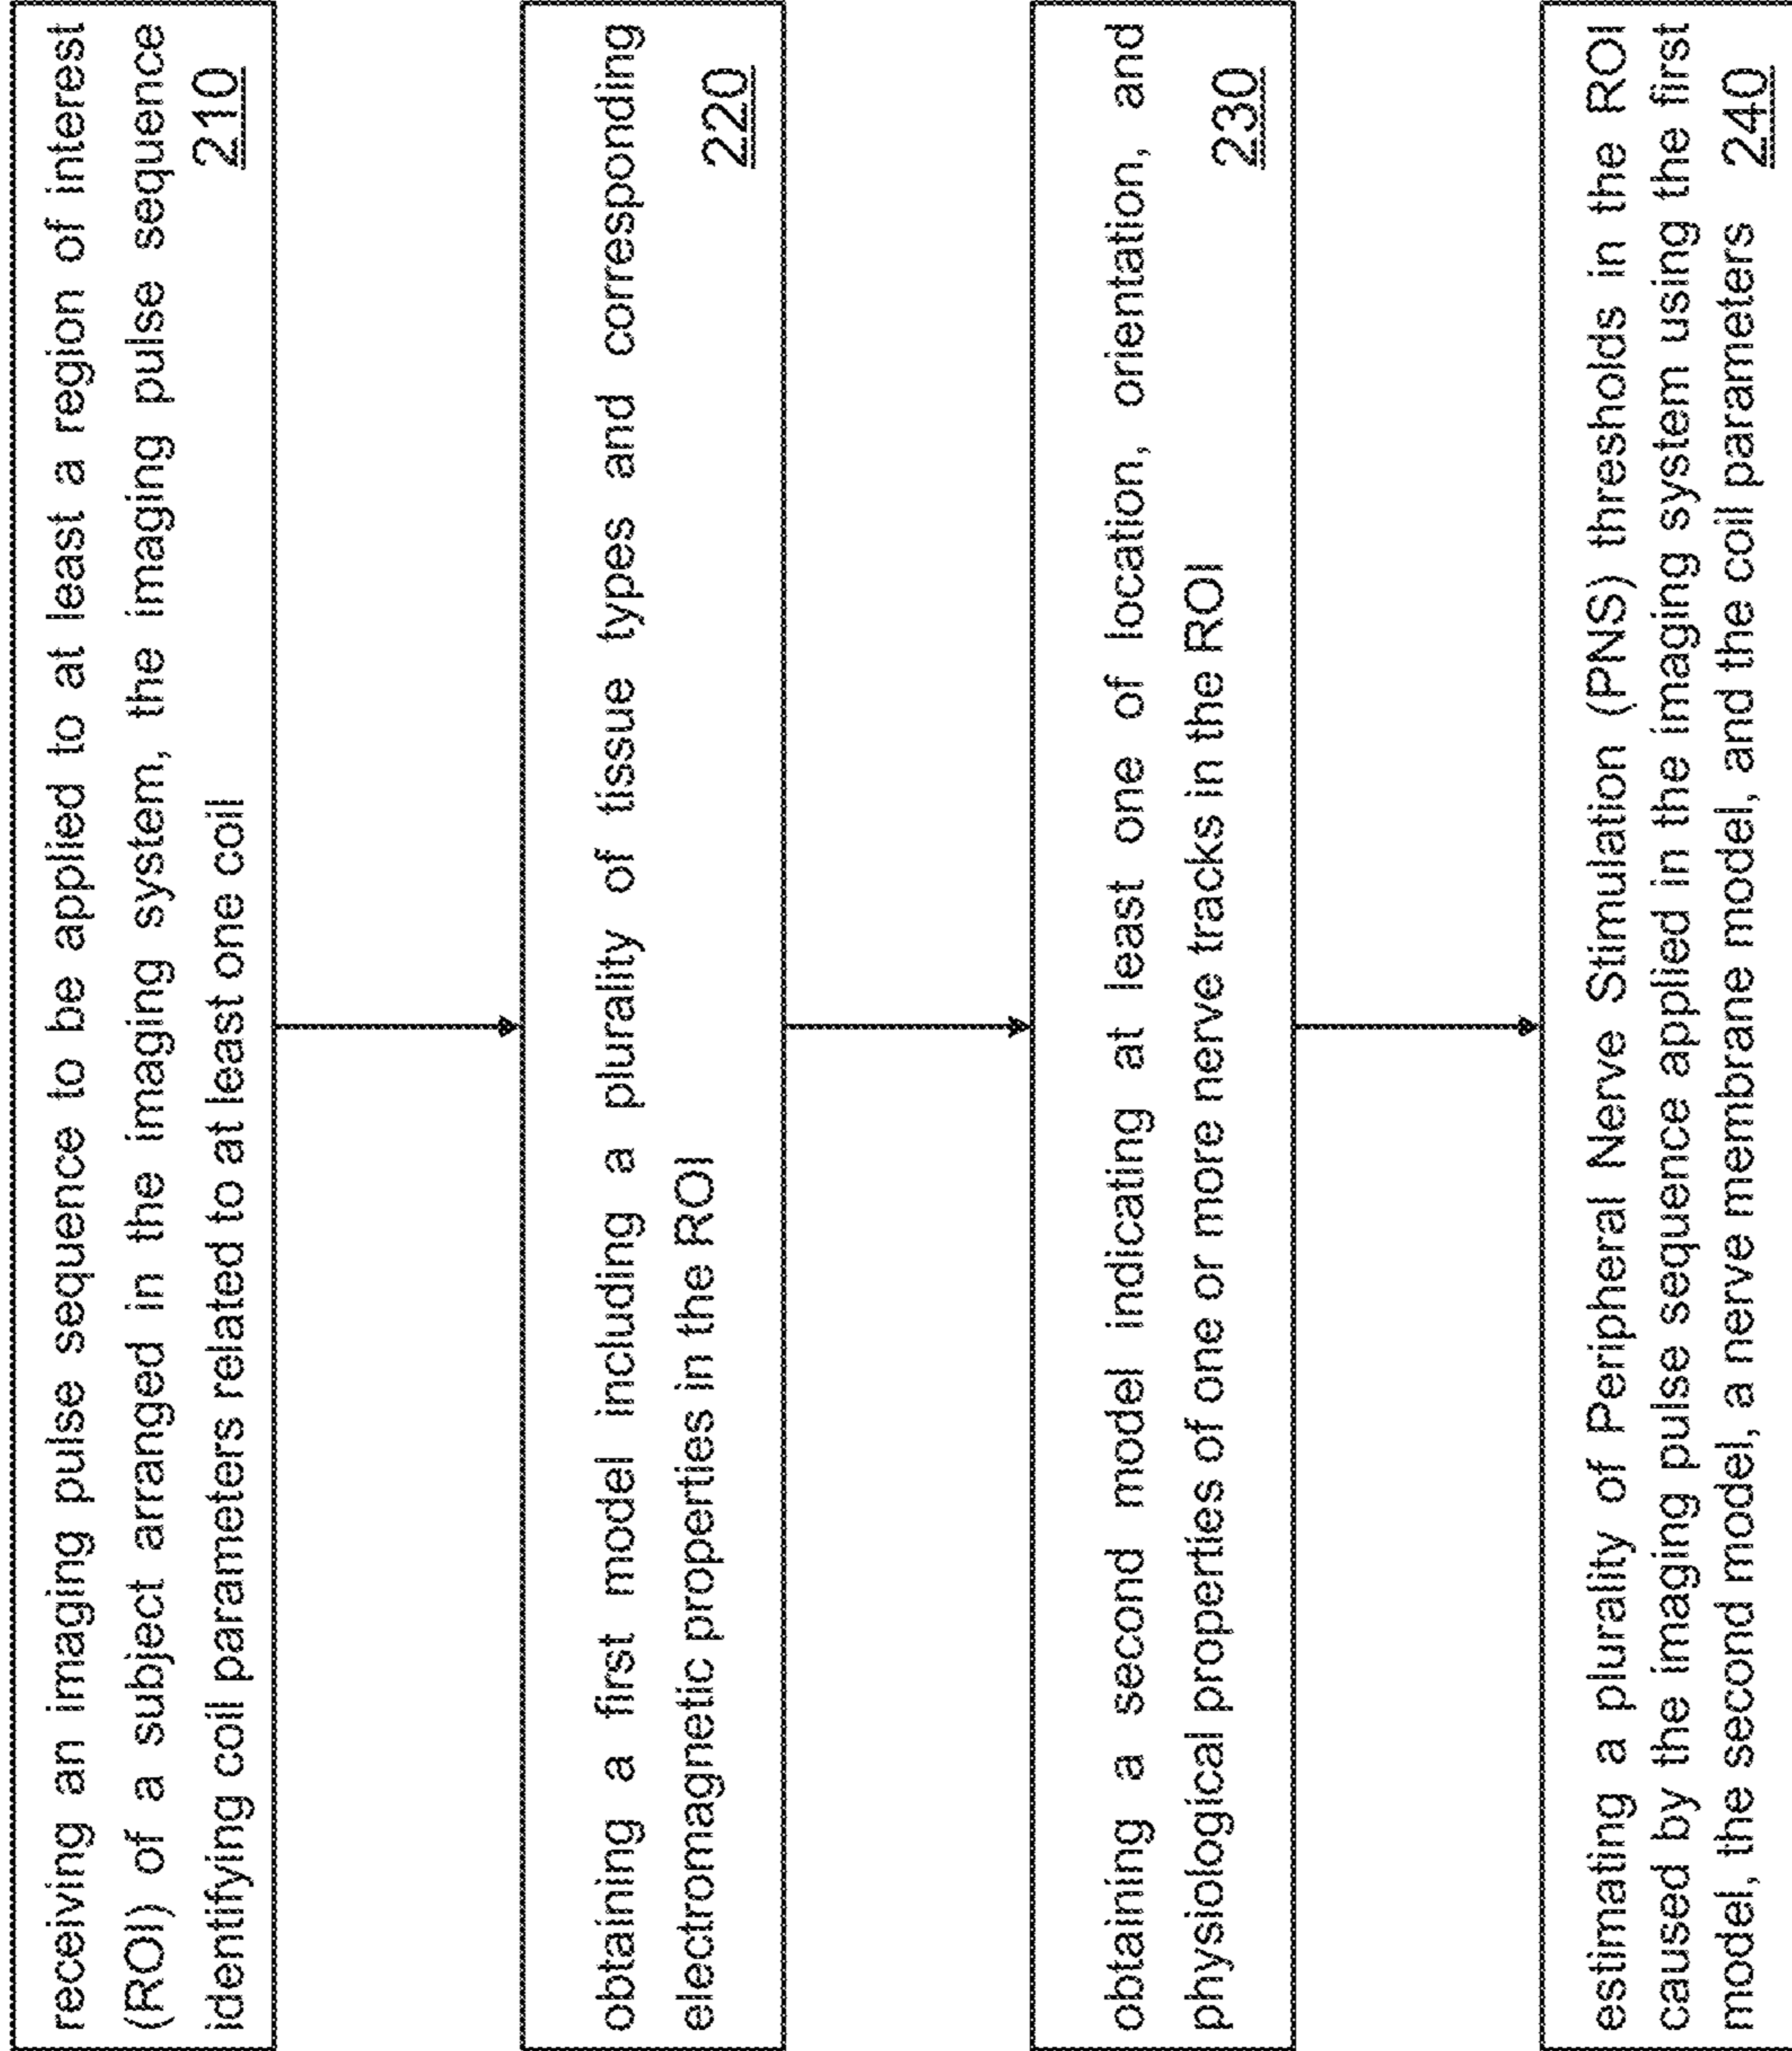 receiving an imaging pulse sequence to be applied to at least a region of interest
(ROI) of a subject arranged in the imaging system, the imaging pulse sequence
identifying coil parameters related to at least one coil
210
obtaining a first model including a plurality of tissue types and corresponding
electromagnetic properties in the ROI
220
obtaining a second model indicating at least one of location, orientation, and
physiological properties of one or more nerve tracks in the ROI
230
estimating a plurality of Peripheral Nerve Stimulation (PNS) thresholds in the ROI
caused by the imaging pulse sequence applied in the imaging system using the first
model, the second model, a nerve membrane model, and the coil parameters 240